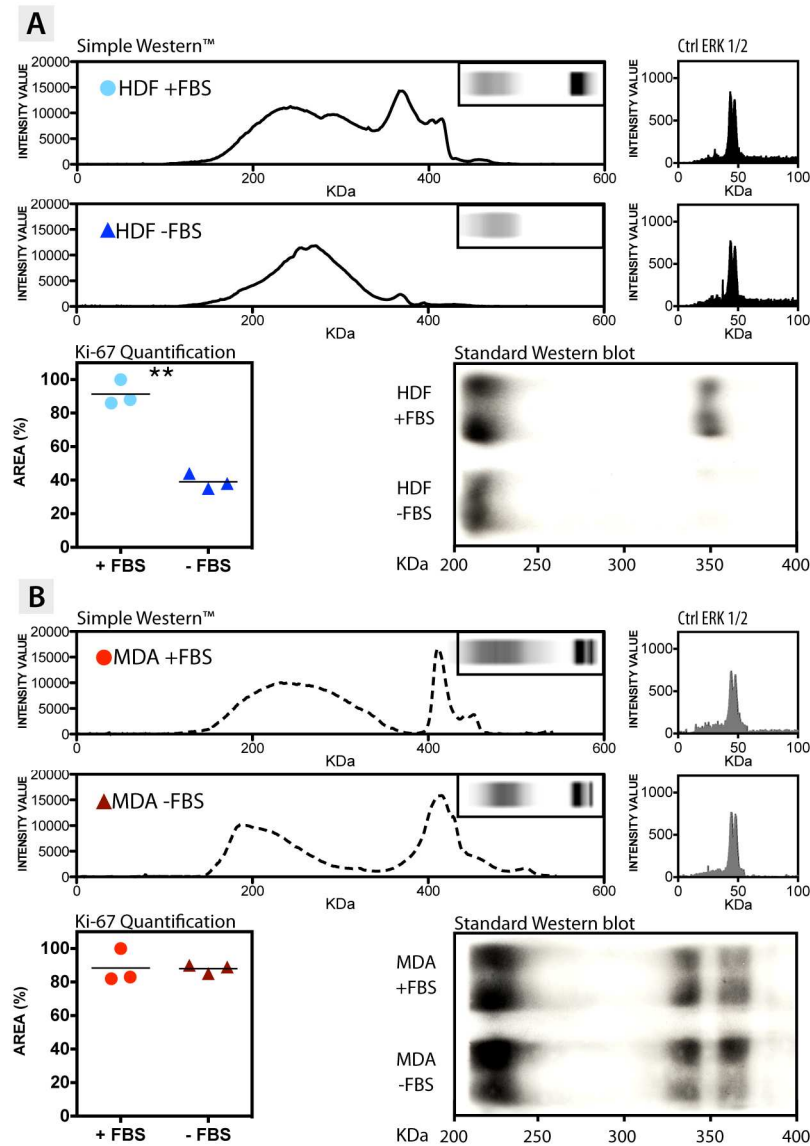 A
Simple Western™
Ctrl ERK 1/2
INTENSITY VALUE
20000
15000
10000
5000
0
HDF +FBS
0
200
400
600
KDa
INTENSITY VALUE
1000
500
0
0
50
100
KDa
INTENSITY VALUE
20000
15000
10000
5000
0
HDF -FBS
0
200
400
600
KDa
INTENSITY VALUE
1000
500
0
0
50
100
KDa
Ki-67 Quantification
AREA (%)
100
80
60
40
20
0
**
+ FBS
- FBS
Standard Western blot
HDF
+FBS
HDF
-FBS
KDa
200
250
300
350
400
B
Simple Western™
Ctrl ERK 1/2
INTENSITY VALUE
20000
15000
10000
5000
0
MDA +FBS
0
200
400
600
KDa
INTENSITY VALUE
1000
500
0
0
50
100
KDa
INTENSITY VALUE
20000
15000
10000
5000
0
MDA -FBS
0
200
400
600
KDa
INTENSITY VALUE
1000
500
0
0
50
100
KDa
Ki-67 Quantification
AREA (%)
100
80
60
40
20
0
+ FBS
- FBS
Standard Western blot
MDA
+FBS
MDA
-FBS
KDa
200
250
300
350
400